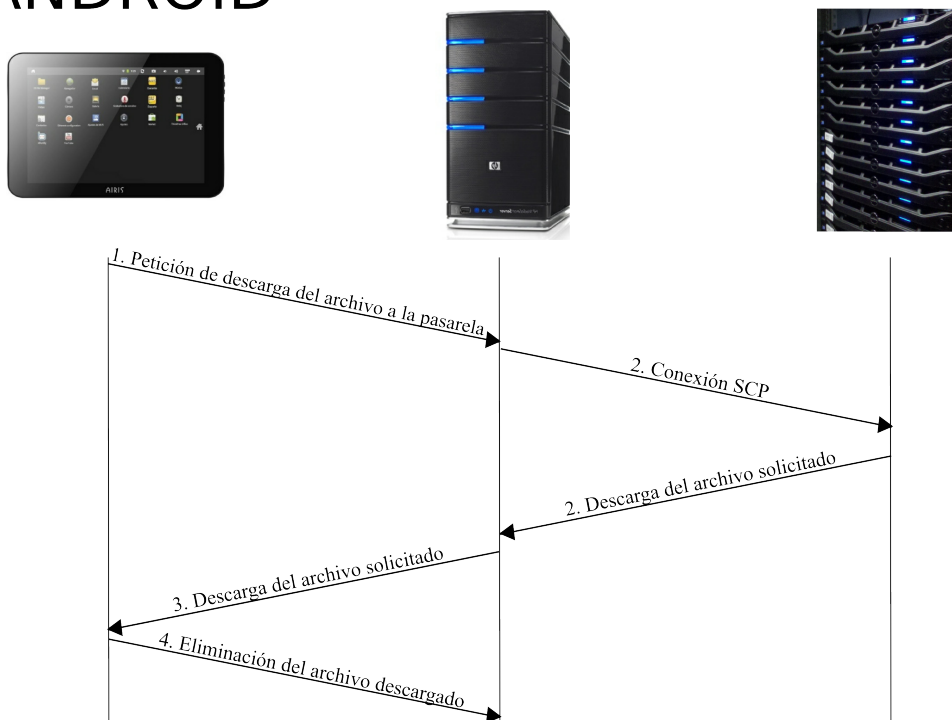 ANDROID
AIRIS
hp
1. Petición de descarga del archivo a la pasarela
2. Conexión SCP
2. Descarga del archivo solicitado
3. Descarga del archivo solicitado
4. Eliminación del archivo descargado